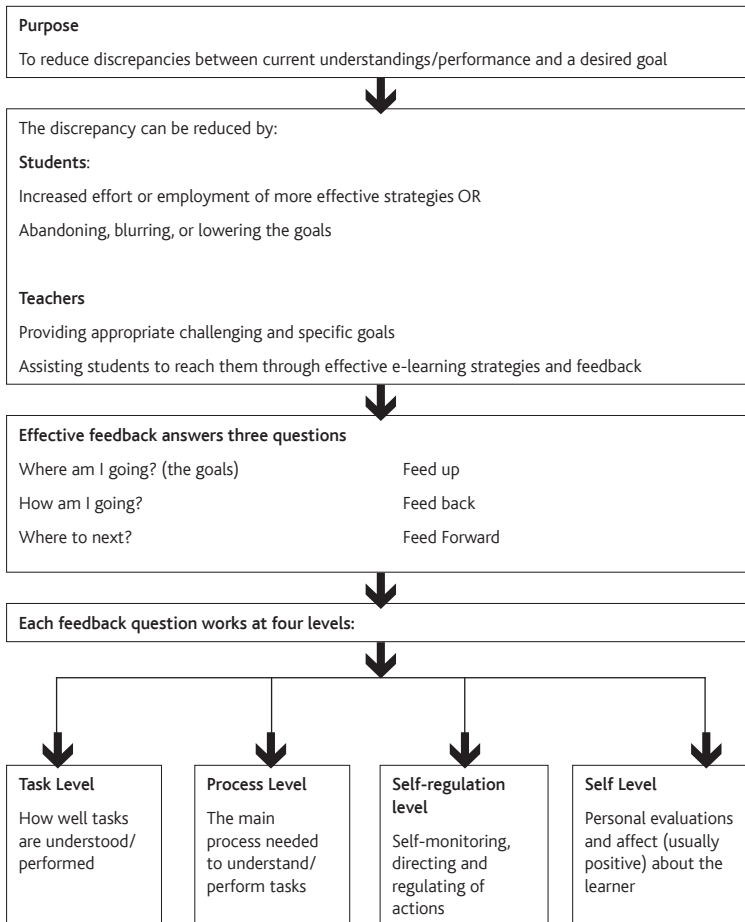 Purpose
To reduce discrepancies between current understandings/performance and a desired goal
The discrepancy can be reduced by:
Students:
Increased effort or employment of more effective strategies OR
Abandoning, blurring, or lowering the goals
Teachers
Providing appropriate challenging and specific goals
Assisting students to reach them through effective e-learning strategies and feedback
Effective feedback answers three questions
Where am I going? (the goals) Feed up
How am I going? Feed back
Where to next? Feed Forward
Each feedback question works at four levels:
Task Level
How well tasks
are understood/
performed
Process Level
The main
process needed
to understand/
perform tasks
Self-regulation
level
Self-monitoring,
directing and
regulating of
actions
Self Level
Personal evaluations
and affect (usually
positive) about the
learner